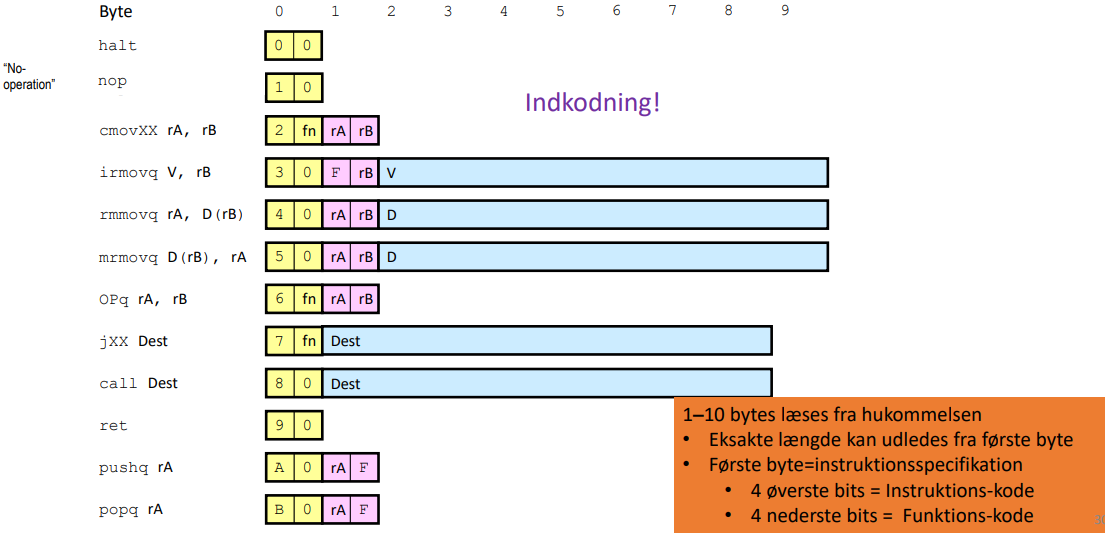 Byte 0 1 2 3 4 5 6 7 8 9
halt 0 0
“No-
operation”
nop 1 0
Indkodning!
cmovXX rA, rB 2 fn rA rB
irmovq V, rB 3 0 F rB V
rmmovq rA, D(rB) 4 0 rA rB D
mrmovq D(rB), rA 5 0 rA rB D
OPq rA, rB 6 fn rA rB
jXX Dest 7 fn Dest
call Dest 8 0 Dest
ret 9 0
pushq rA A 0 rA F
popq rA B 0 rA F
1–10 bytes læses fra hukommelsen
• Eksakte længde kan udledes fra første byte
• Første byte=instruktionsspecifikation
• 4 øverste bits = Instruktions-kode
• 4 nederste bits = Funktions-kode